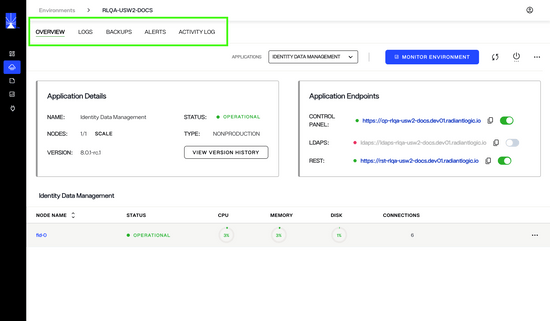 Environments > RLQA-USW2-DOCS
OVERVIEW LOGS BACKUPS ALERTS ACTIVITY LOG
APPLICATIONS IDENTITY DATA MANAGEMENT MONITOR ENVIRONMENT
Application Details
NAME: Identity Data Management STATUS: OPERATIONAL
NODES: 1/1 SCALE TYPE: NONPRODUCTION
VERSION: 8.0.1-rc.1 VIEW VERSION HISTORY
Application Endpoints
CONTROL PANEL: https://cp-rlqa-usw2-docs.dev01.radiantlogic.io
LDAPS: ldaps://ldaps-rlqa-usw2-docs.dev01.radiantlogic.io
REST: https://rst-rlqa-usw2-docs.dev01.radiantlogic.io
Identity Data Management
NODE NAME STATUS CPU MEMORY DISK CONNECTIONS
fid-0 OPERATIONAL 6